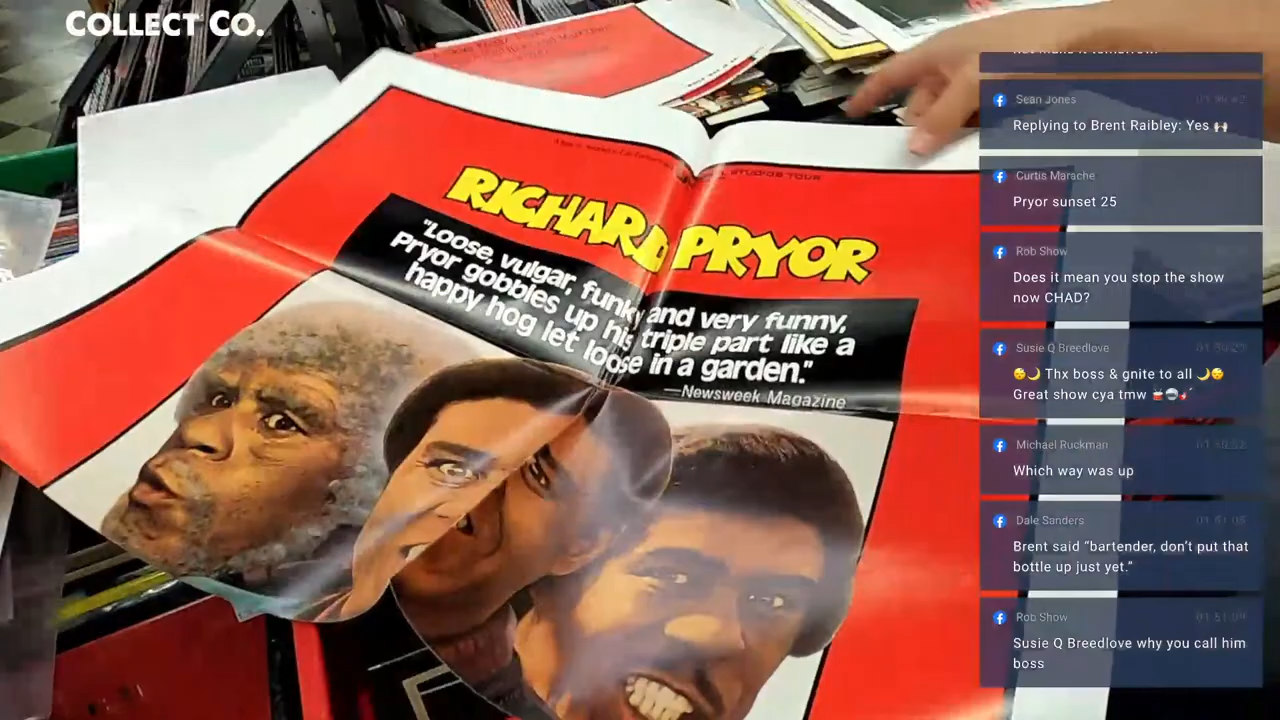 COLLECT CO.
RICHARD PRYOR
"Loose, vulgar, funky and very funny,
Pryor gobbles up his triple part like a
happy hog let loose in a garden."
—Newsweek Magazine
Sean Jones
Replying to Brent Raibley: Yes 🙌
Curtis Marache
Pryor sunset 25
Rob Show
Does it mean you stop the show
now CHAD?
Susie Q Breedlove
Thx boss & gnite to all
Great show cya tmw
Michael Ruckman
Which way was up
Dale Sanders
Brent said “bartender, don’t put that
bottle up just yet.”
Rob Show
Susie Q Breedlove why you call him
boss